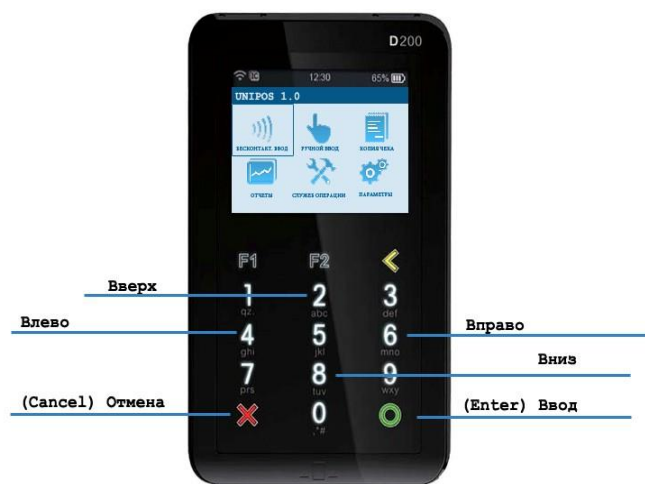 D200
12:30 65%
UNIPOS 1.0
БЕСКОНТАКТ. ВВОД РУЧНОЙ ВВОД КОПИЯ ЧЕКА
ОТЧЕТЫ СЛУЖЕБ ОПЕРАЦИИ ПАРАМЕТРЫ
F1 F2
Вверх
1 2 3
qz. abc def
Влево Вправо
4 5 6
ghi jkl mno
Вниз
7 8 9
prs tuv wxy
(Cancel) Отмена (Enter) Ввод
0
,*#